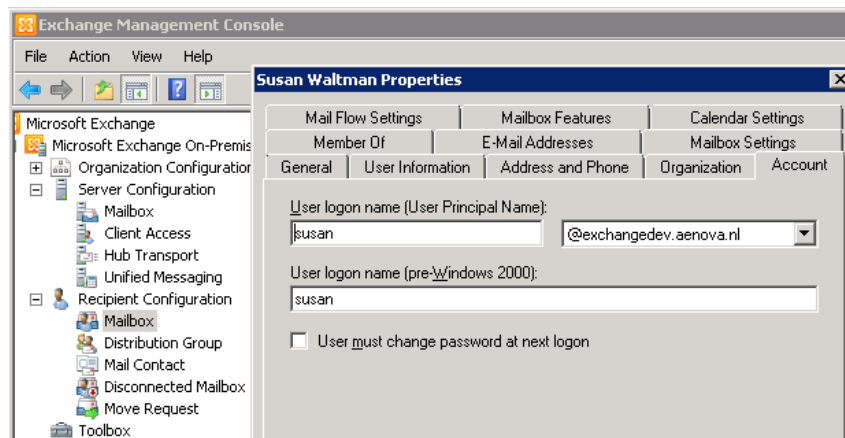 Exchange Management Console
File Action View Help
Microsoft Exchange
Microsoft Exchange On-Premis
Organization Configuration
Server Configuration
Mailbox
Client Access
Hub Transport
Unified Messaging
Recipient Configuration
Mailbox
Distribution Group
Mail Contact
Disconnected Mailbox
Move Request
Toolbox
Susan Waltman Properties
Mail Flow Settings Mailbox Features Calendar Settings
Member Of E-Mail Addresses Mailbox Settings
General User Information Address and Phone Organization Account
User logon name (User Principal Name):
susan @exchangedev.aenova.nl
User logon name (pre-Windows 2000):
susan
User must change password at next logon